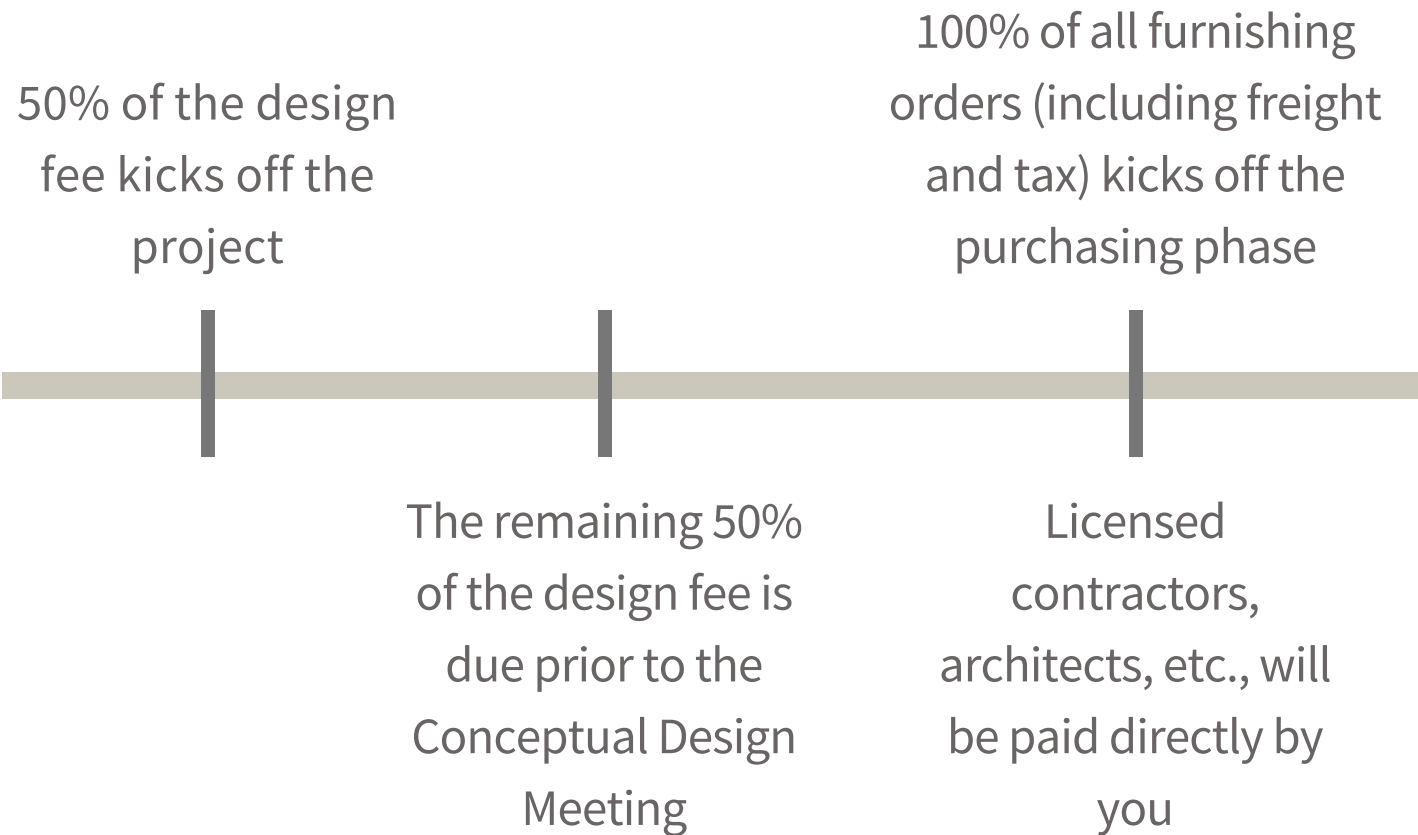 50% of the design
fee kicks off the
project
The remaining 50%
of the design fee is
due prior to the
Conceptual Design
Meeting
100% of all furnishing
orders (including freight
and tax) kicks off the
purchasing phase
Licensed
contractors,
architects, etc., will
be paid directly by
you